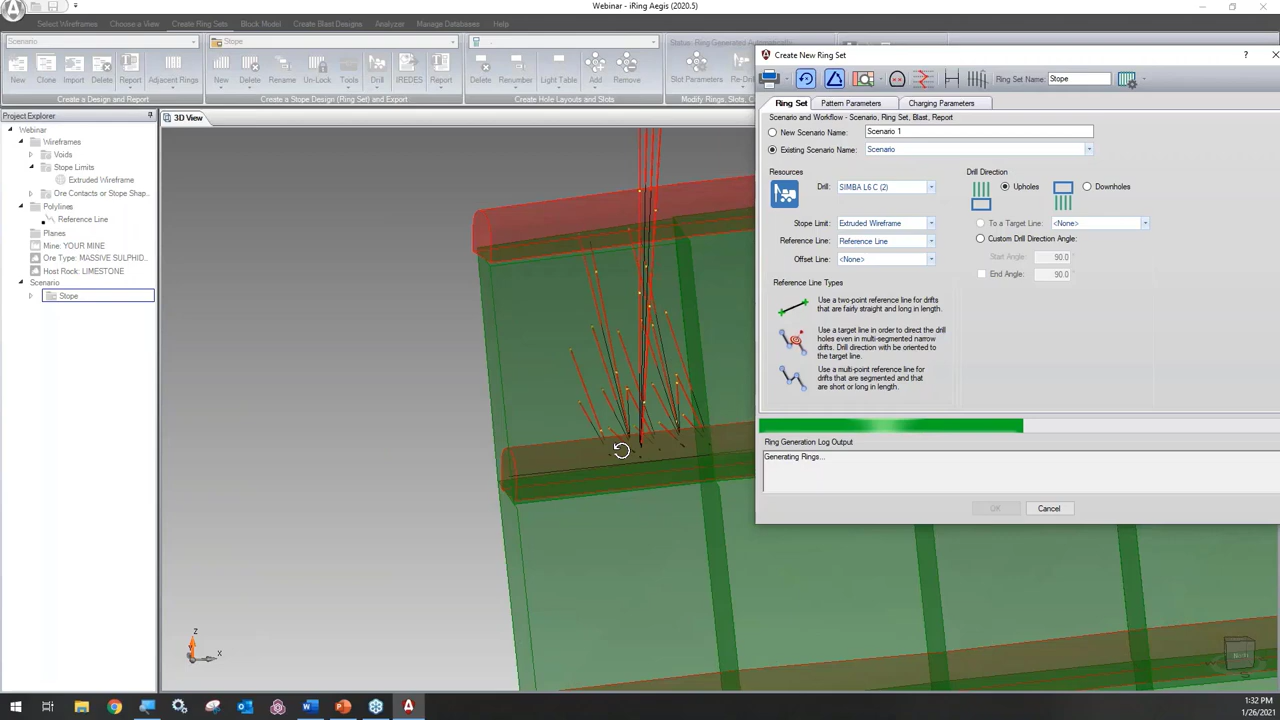 Webinar - iRing Aegis (2020.5)
Select Wireframes Choose a View Create Ring Sets Block Model Create Blast Designs Analyzer Manage Databases Help
Scenario Stope Status: Ring Generated Automatically
New Clone Import Delete Report Adjacent Rings New Delete Rename Un-Lock Tools Drill IREDES Report Delete Renumber Light Table Add Remove Slot Parameters Re-Dri
Create a Design and Report Create a Stope Design (Ring Set) and Export Create Hole Layouts and Slots Modify Rings, Slots, C
Project Explorer
3D View
Webinar
Wireframes
Voids
Stope Limits
Extruded Wireframe
Ore Contacts or Stope Shap...
Polylines
Reference Line
Planes
Mine: YOUR MINE
Ore Type: MASSIVE SULPHID...
Host Rock: LIMESTONE
Scenario
Stope
Create New Ring Set
?
Ring Set Name: Stope
Ring Set Pattern Parameters Charging Parameters
Scenario and Workflow - Scenario, Ring Set, Blast, Report
New Scenario Name: Scenario 1
Existing Scenario Name: Scenario
Resources Drill Direction
Drill: SIMBA L6 C (2) Upholes Downholes
Stope Limit: Extruded Wireframe To a Target Line: <None>
Reference Line: Reference Line Custom Drill Direction Angle:
Offset Line: <None> Start Angle: 90.0
End Angle: 90.0
Reference Line Types
Use a two-point reference line for drifts
that are fairly straight and long in length.
Use a target line in order to direct the drill
holes even in multi-segmented narrow
drifts. Drill direction with be oriented to
the target line.
Use a multi-point reference line for
drifts that are segmented and that
are short or long in length.
Ring Generation Log Output
Generating Rings...
OK Cancel
z
x
1:32 PM
1/26/2021